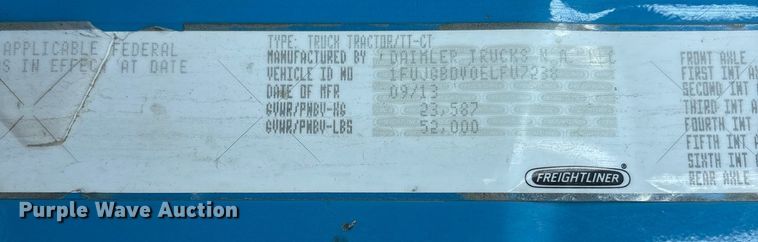 APPLICABLE FEDERAL
AS IN EFFECT AT DATE
TYPE: TRUCK TRACTOR/TT-CT
MANUFACTURED BY DAIMLER TRUCKS N.A. LLC
VEHICLE ID NO 1FUJGBDV0ELFU7238
DATE OF MFR 09/13
GVWR/PNBV-KG 23,587
GVWR/PNBV-LBS 52,000
FRONT AXLE
FIRST INT A
SECOND INT
THIRD INT A
FOURTH INT
FIFTH INT A
SIXTH INT
REAR AXLE
FREIGHTLINER
Purple Wave Auction